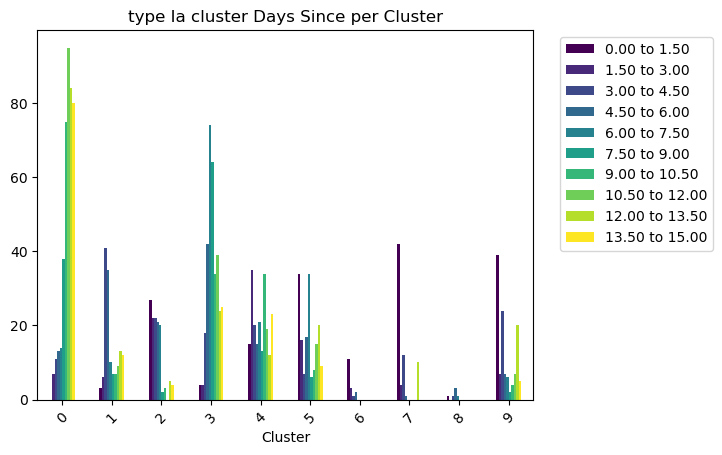 type Ia cluster Days Since per Cluster
80
60
40
20
0
0 1 2 3 4 5 6 7 8 9
Cluster
0.00 to 1.50
1.50 to 3.00
3.00 to 4.50
4.50 to 6.00
6.00 to 7.50
7.50 to 9.00
9.00 to 10.50
10.50 to 12.00
12.00 to 13.50
13.50 to 15.00